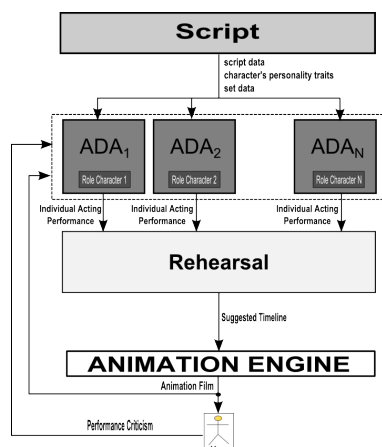 Script
script data
character's personality traits
set data
ADA₁ ADA₂ ADAN
Role Character 1 Role Character 2 Role Character N
Individual Acting Performance
Individual Acting Performance
Individual Acting Performance
Rehearsal
Suggested Timeline
ANIMATION ENGINE
Animation Film
Performance Criticism